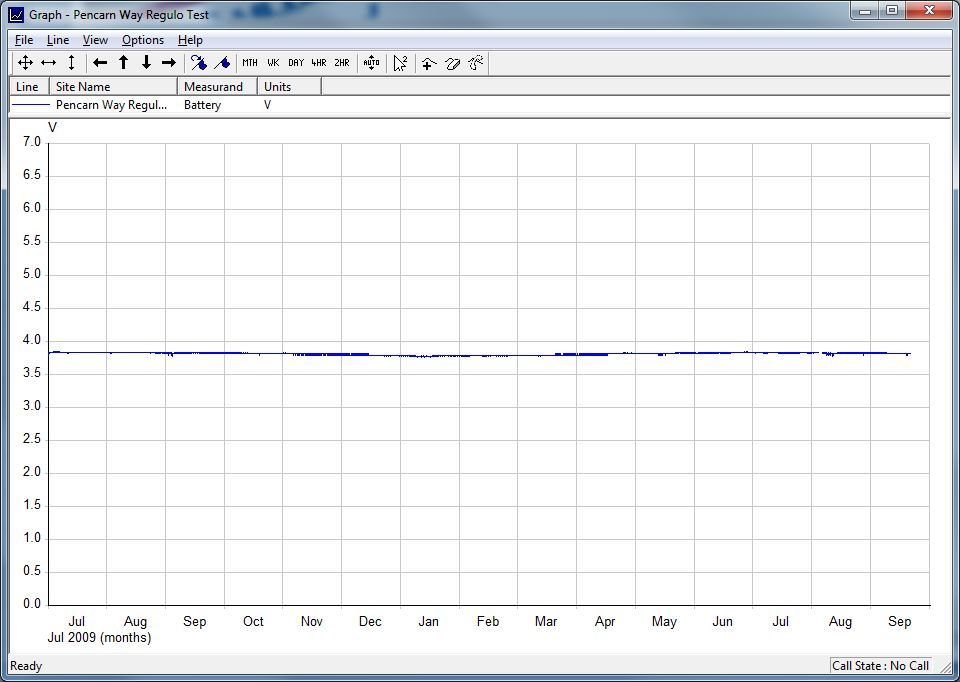 Graph - Pencarn Way Regulo Test
File Line View Options Help
MTH WK DAY 4HR 2HR AUTO
Line Site Name Measurand Units
Pencarn Way Regul... Battery V
V
7.0
6.5
6.0
5.5
5.0
4.5
4.0
3.5
3.0
2.5
2.0
1.5
1.0
0.5
0.0
Jul Aug Sep Oct Nov Dec Jan Feb Mar Apr May Jun Jul Aug Sep
Jul 2009 (months)
Ready Call State : No Call